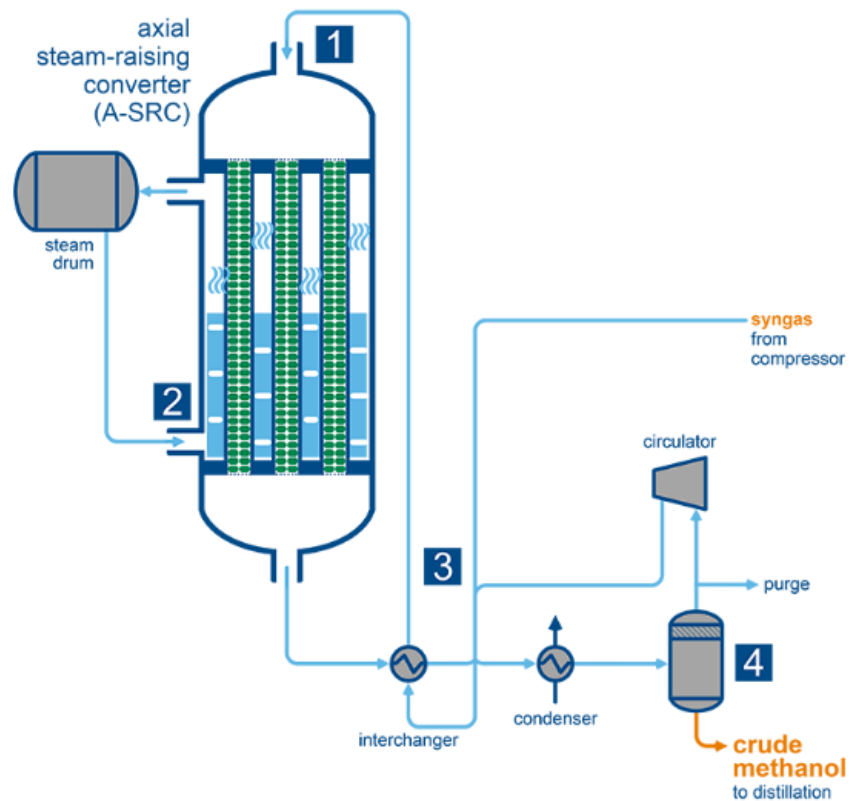 axial
steam-raising
converter
(A-SRC)
1
steam
drum
2
syngas
from
compressor
circulator
3
purge
4
interchanger
condenser
crude
methanol
to distillation